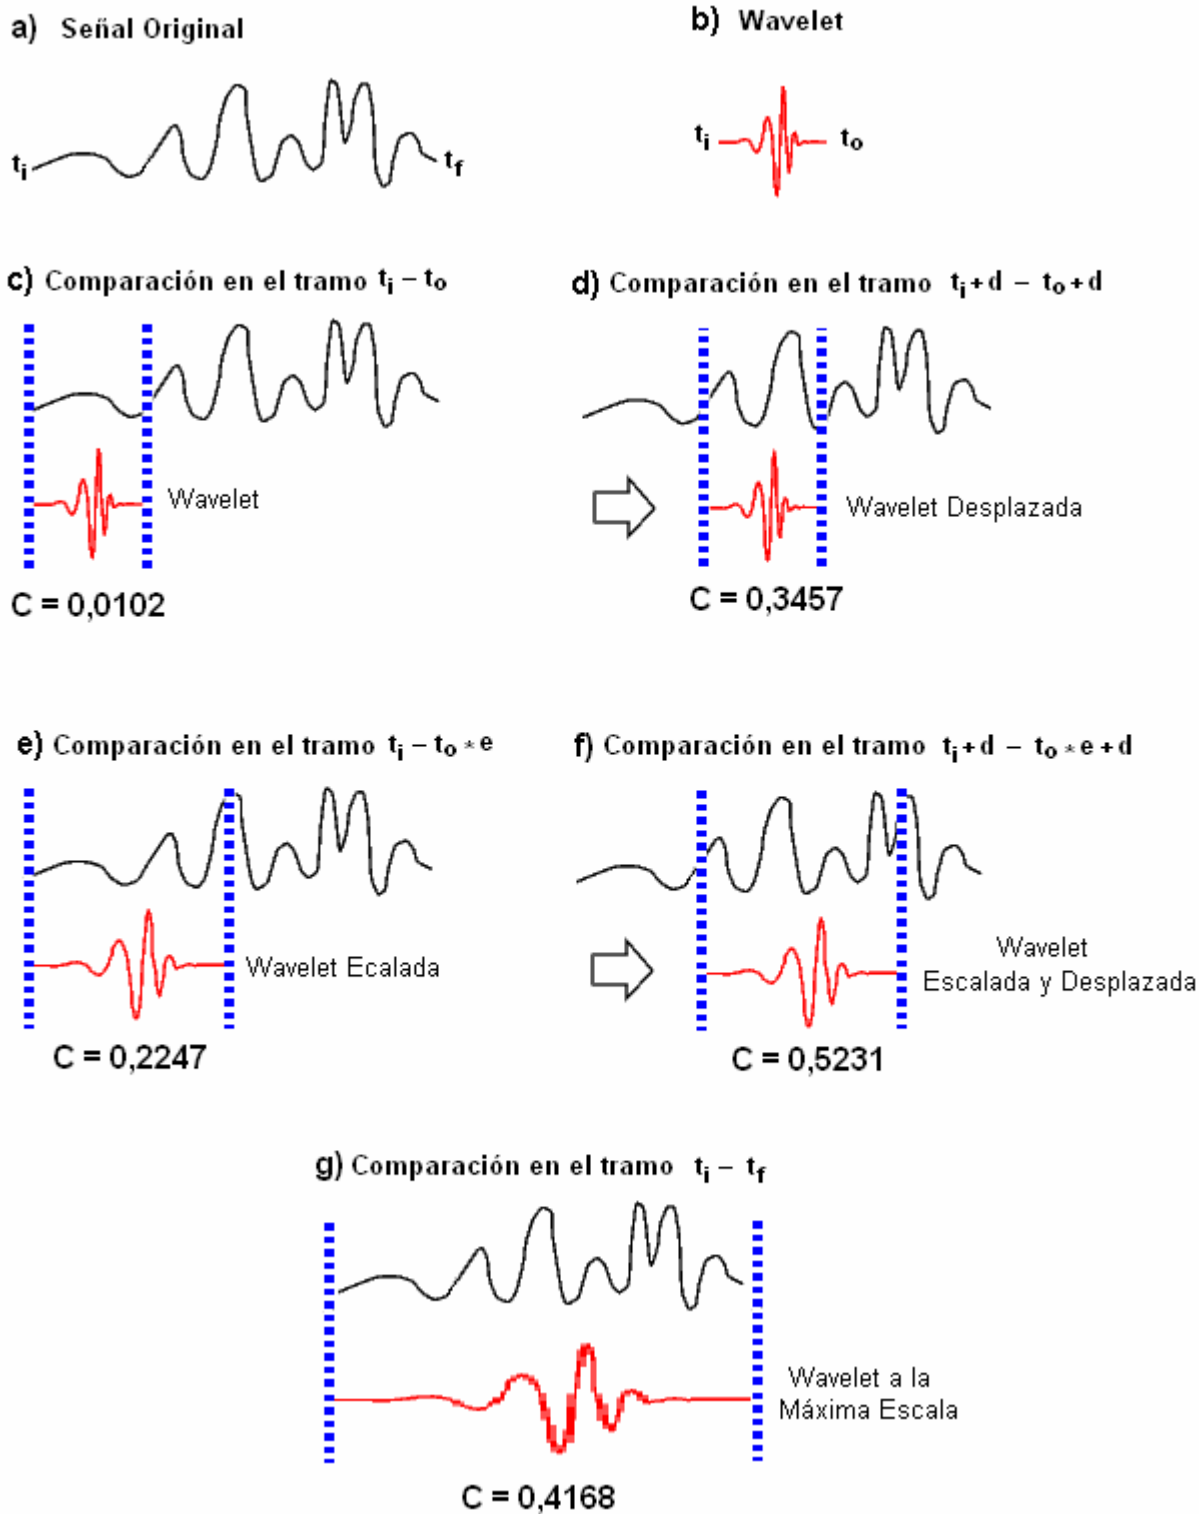 a) Señal Original
b) Wavelet
ti
tf
ti
to
c) Comparación en el tramo ti – to
d) Comparación en el tramo ti+d – to+d
Wavelet
Wavelet Desplazada
C = 0,0102
C = 0,3457
e) Comparación en el tramo ti – to*e
f) Comparación en el tramo ti+d – to*e+d
Wavelet Ecalada
Wavelet
Escalada y Desplazada
C = 0,2247
C = 0,5231
g) Comparación en el tramo ti – tf
Wavelet a la
Máxima Escala
C = 0,4168